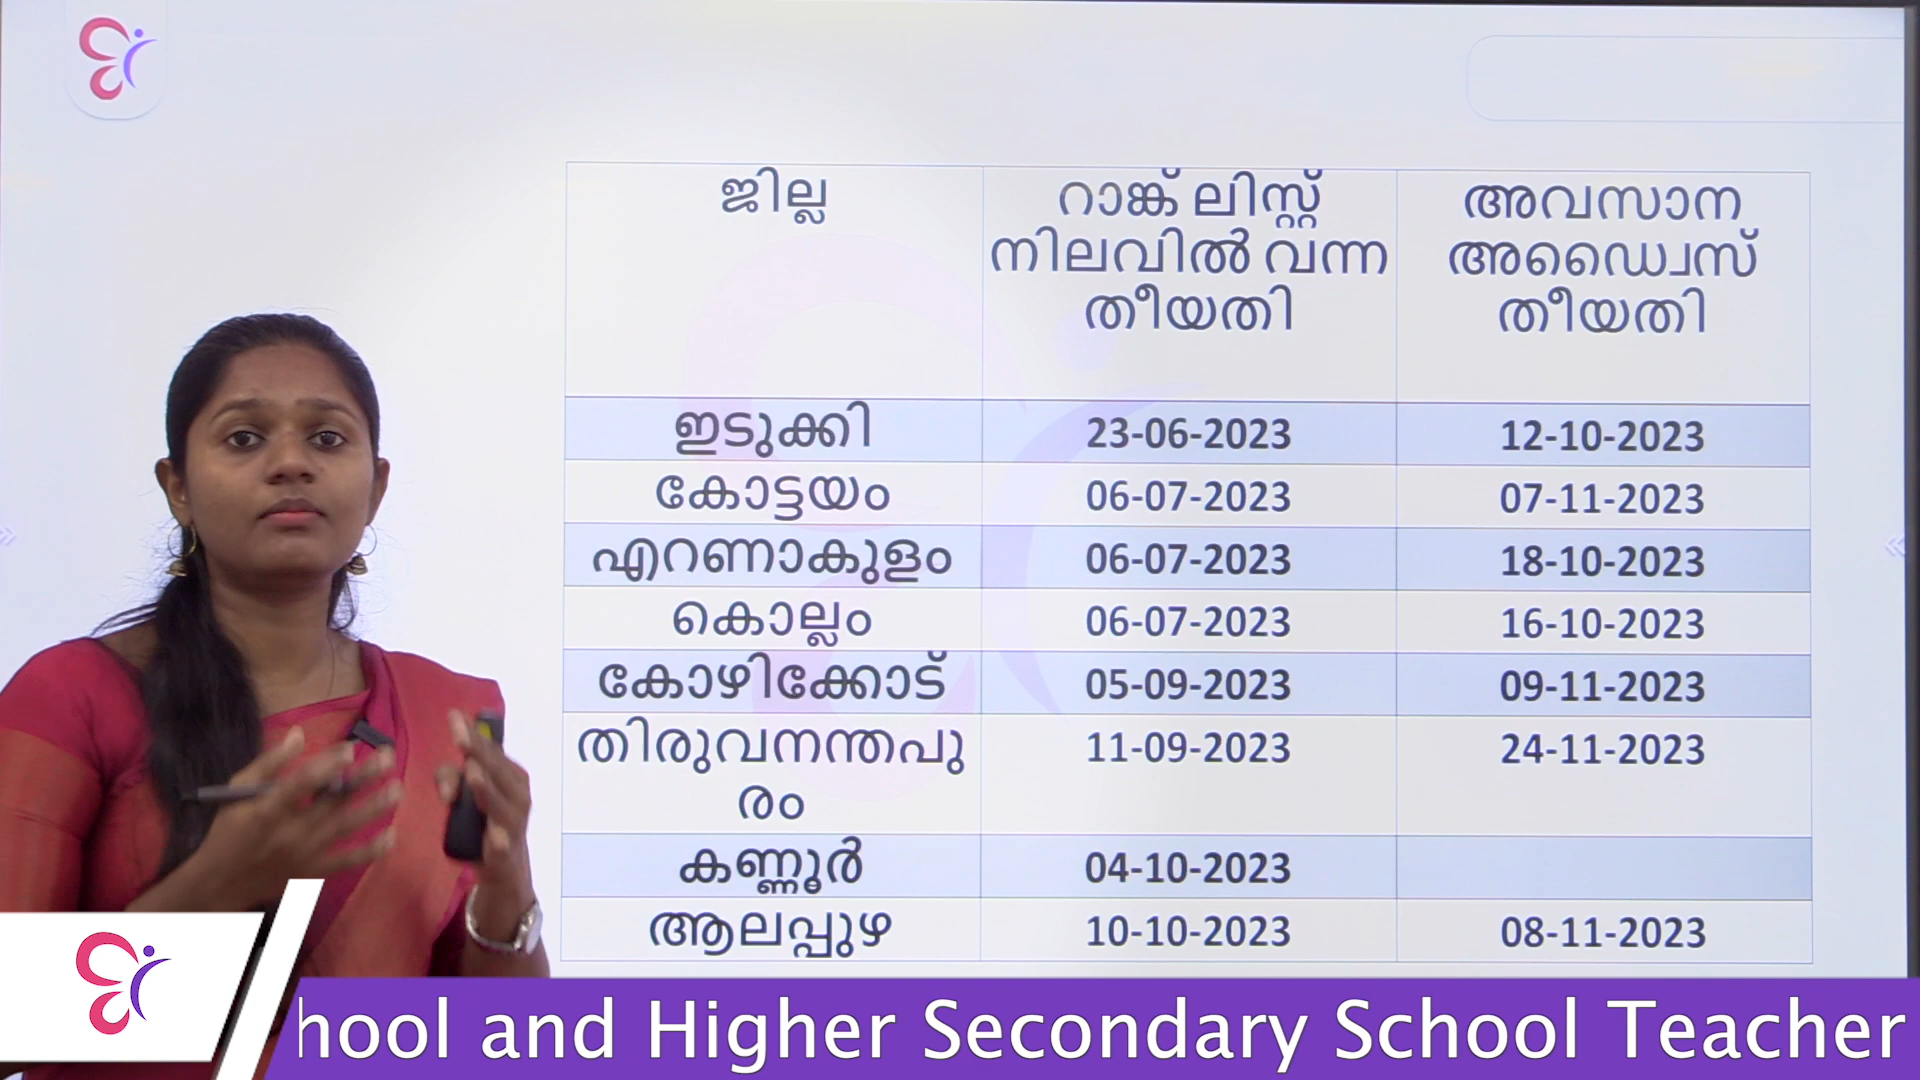 ജില്ല
റാങ്ക് ലിസ്റ്റ്
നിലവിൽ വന്ന
തീയതി
അവസാന
അഡ്വൈസ്
തീയതി
ഇടുക്കി 23-06-2023 12-10-2023
കോട്ടയം 06-07-2023 07-11-2023
എറണാകുളം 06-07-2023 18-10-2023
കൊല്ലം 06-07-2023 16-10-2023
കോഴിക്കോട് 05-09-2023 09-11-2023
തിരുവനന്തപു 11-09-2023 24-11-2023
രം
കണ്ണൂർ 04-10-2023
ആലപ്പുഴ 10-10-2023 08-11-2023
hool and Higher Secondary School Teacher